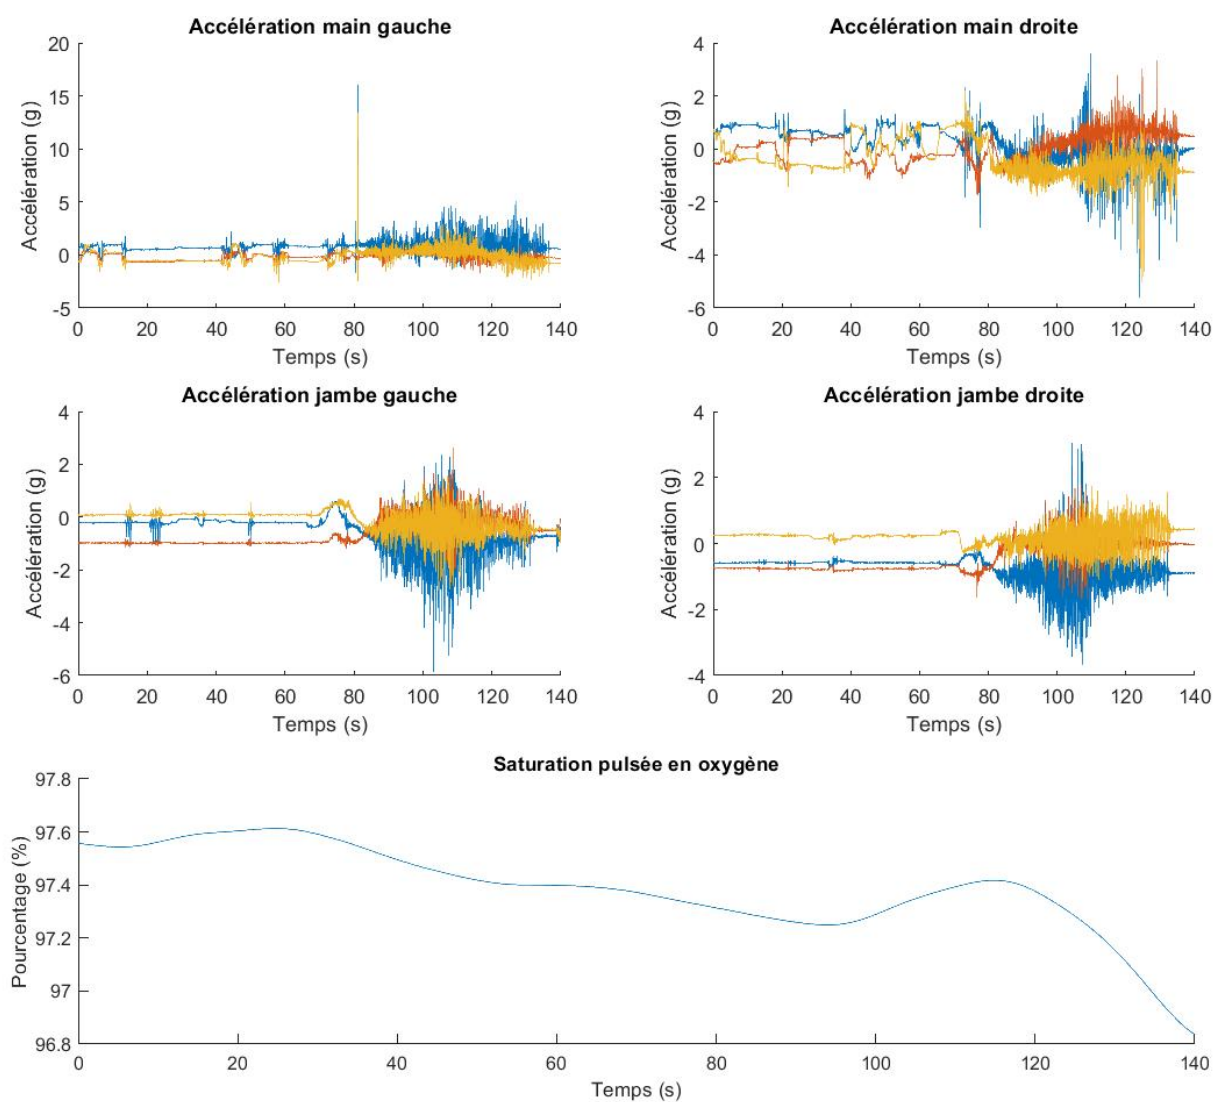 Accélération main gauche
Accélération (g)
20
15
10
5
0
-5
0 20 40 60 80 100 120 140
Temps (s)
Accélération main droite
Accélération (g)
4
2
0
-2
-4
-6
0 20 40 60 80 100 120 140
Temps (s)
Accélération jambe gauche
Accélération (g)
4
2
0
-2
-4
-6
0 20 40 60 80 100 120 140
Temps (s)
Accélération jambe droite
Accélération (g)
4
2
0
-2
-4
0 20 40 60 80 100 120 140
Temps (s)
Saturation pulsée en oxygène
Pourcentage (%)
97.8
97.6
97.4
97.2
97
96.8
0 20 40 60 80 100 120 140
Temps (s)